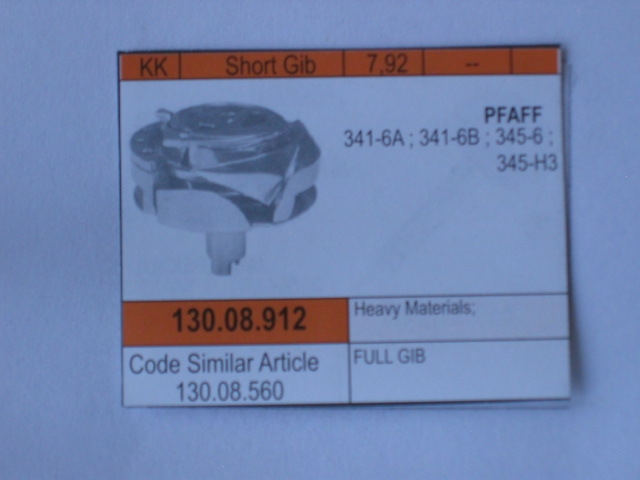 KK Short Gib 7,92 --
PFAFF
341-6A ; 341-6B ; 345-6 ;
345-H3
130.08.912
Heavy Materials;
Code Similar Article
130.08.560
FULL GIB